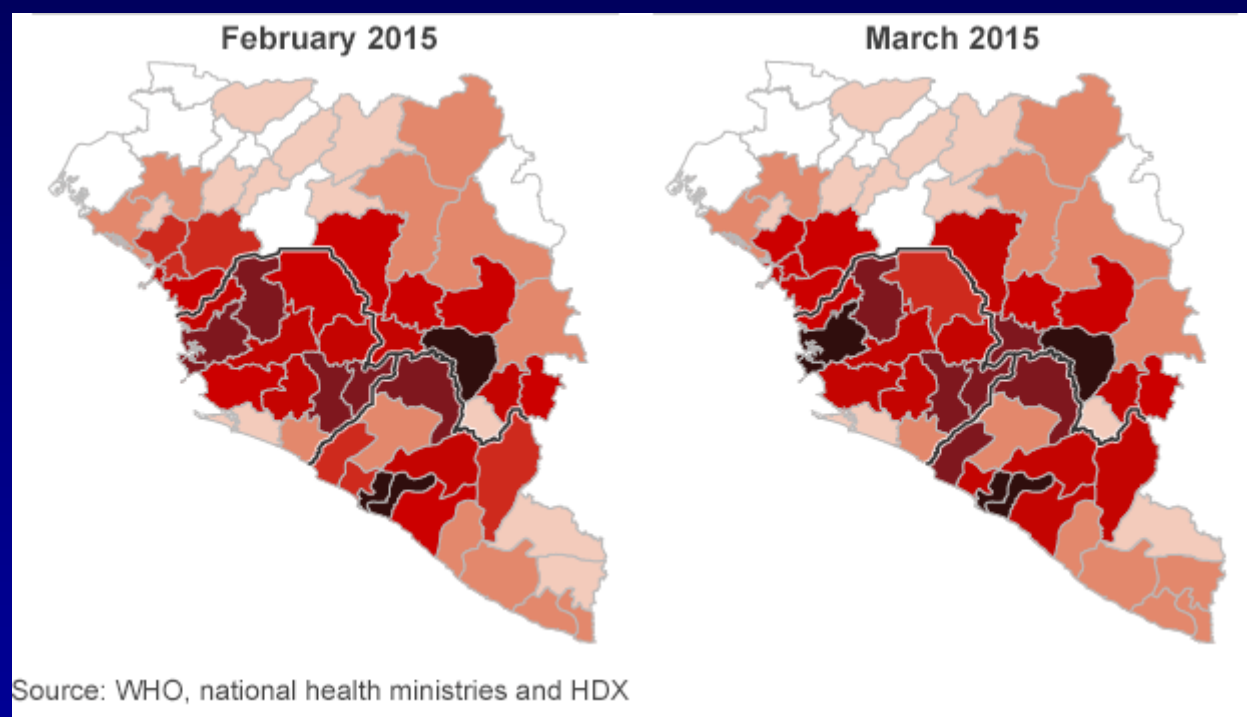 February 2015
March 2015
Source: WHO, national health ministries and HDX